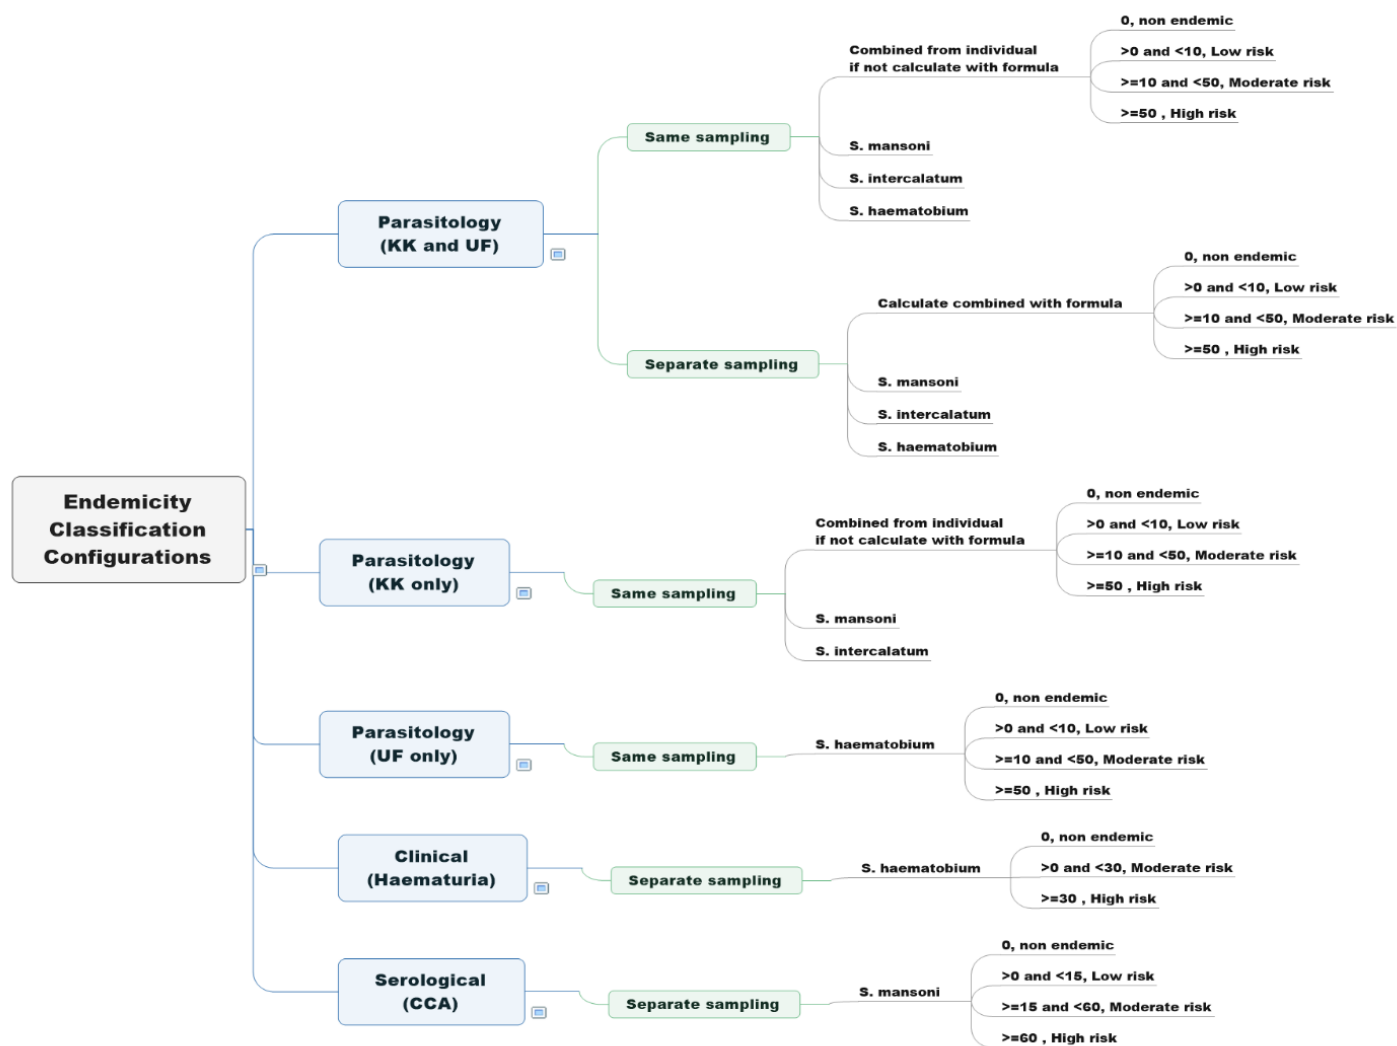 Endemicity
Classification
Configurations
Parasitology
(KK and UF)
Same sampling
Combined from individual
if not calculate with formula
0, non endemic
>0 and <10, Low risk
>=10 and <50, Moderate risk
>=50 , High risk
S. mansoni
S. intercalatum
S. haematobium
Separate sampling
Calculate combined with formula
0, non endemic
>0 and <10, Low risk
>=10 and <50, Moderate risk
>=50 , High risk
S. mansoni
S. intercalatum
S. haematobium
Parasitology
(KK only)
Same sampling
Combined from individual
if not calculate with formula
0, non endemic
>0 and <10, Low risk
>=10 and <50, Moderate risk
>=50 , High risk
S. mansoni
S. intercalatum
Parasitology
(UF only)
Same sampling
S. haematobium
0, non endemic
>0 and <10, Low risk
>=10 and <50, Moderate risk
>=50 , High risk
Clinical
(Haematuria)
Separate sampling
S. haematobium
0, non endemic
>0 and <30, Moderate risk
>=30 , High risk
Serological
(CCA)
Separate sampling
S. mansoni
0, non endemic
>0 and <15, Low risk
>=15 and <60, Moderate risk
>=60 , High risk